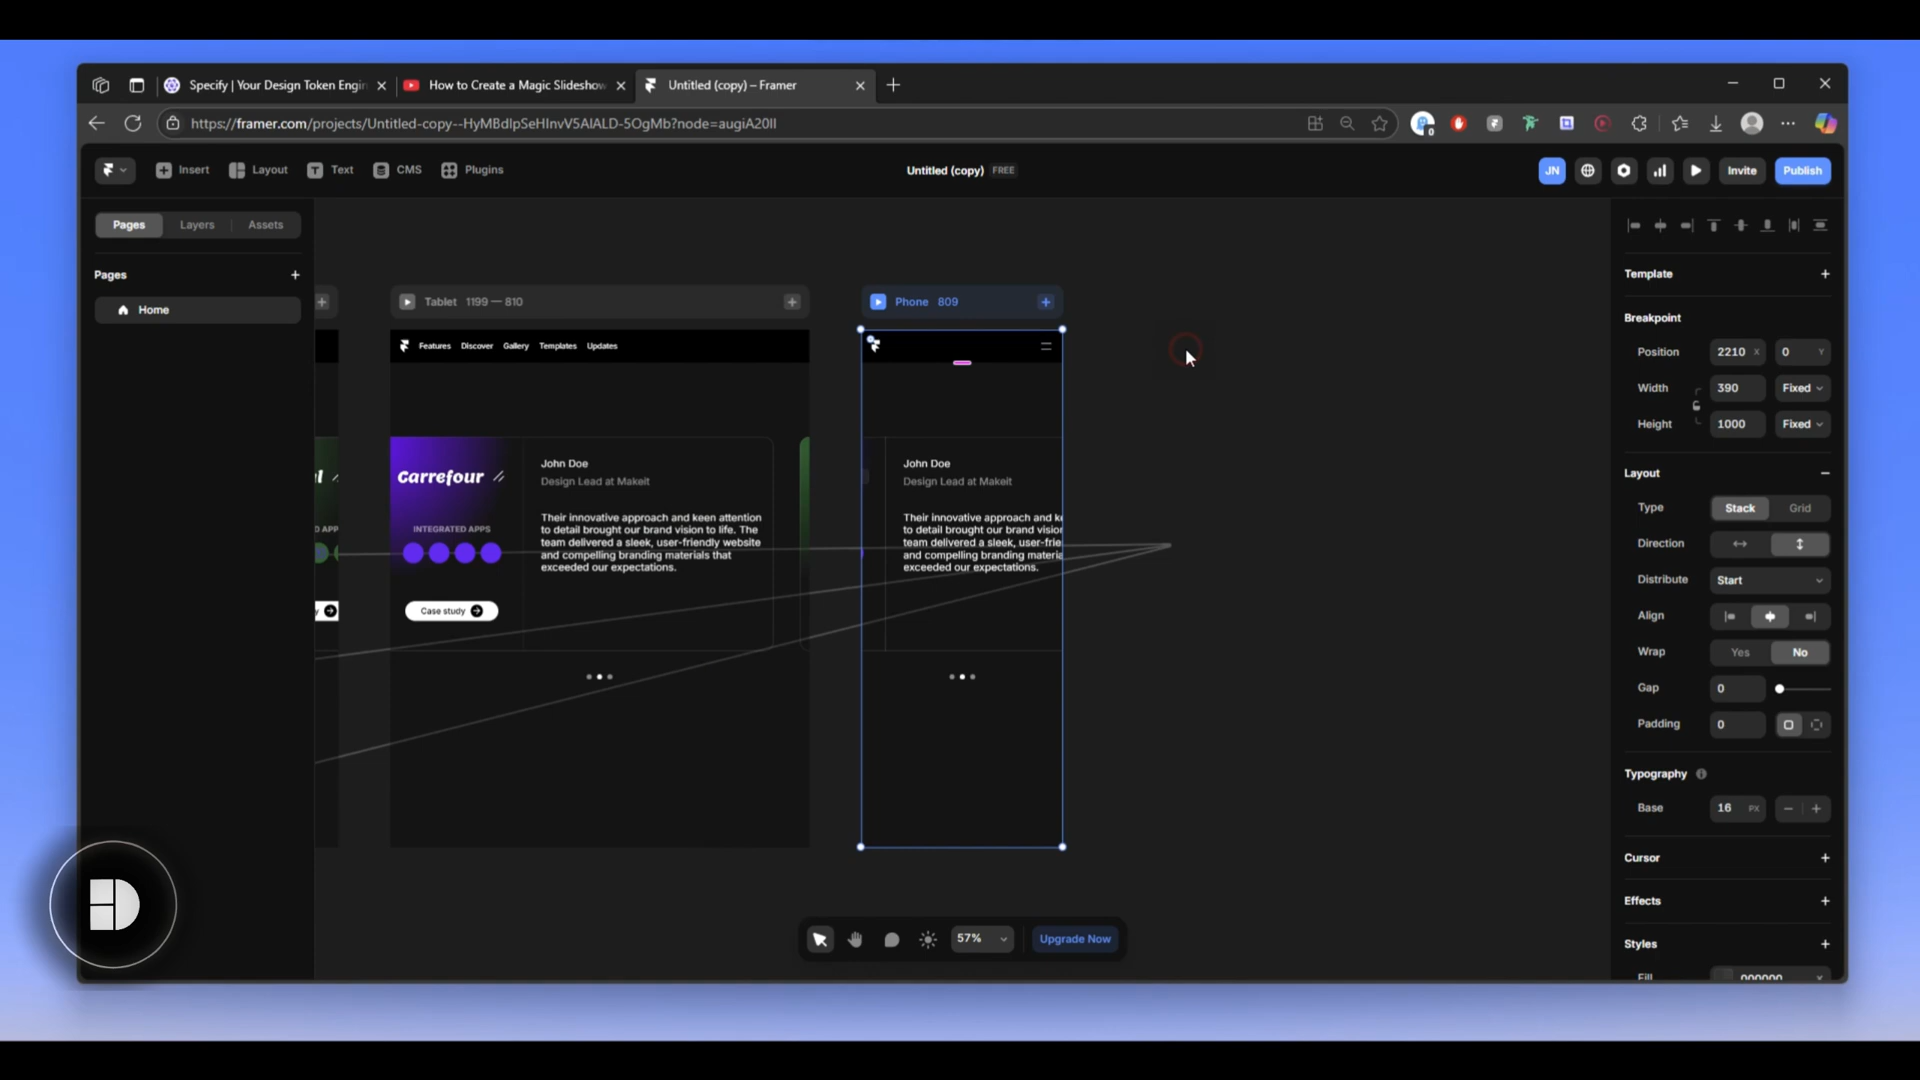 Specify | Your Design Token Engin
How to Create a Magic Slideshow
Untitled (copy) – Framer
https://framer.com/projects/Untitled-copy--HyMBdlpSeHInvV5AlALD-5OgMb?node=augiA20Il
Insert
Layout
Text
CMS
Plugins
Untitled (copy) FREE
JN
Invite
Publish
Pages
Layers
Assets
Pages
Home
Tablet 1199 — 810
Phone 809
Features Discover Gallery Templates Updates
Carrefour
INTEGRATED APPS
Case study
John Doe
Design Lead at Makeit
Their innovative approach and keen attention
to detail brought our brand vision to life. The
team delivered a sleek, user-friendly website
and compelling branding materials that
exceeded our expectations.
John Doe
Design Lead at Makeit
Their innovative approach and ke
to detail brought our brand vision
team delivered a sleek, user-frie
and compelling branding materia
exceeded our expectations.
57%
Upgrade Now
Template
Breakpoint
Position 2210 X 0 Y
Width 390 Fixed
Height 1000 Fixed
Layout
Type Stack Grid
Direction
Distribute Start
Align
Wrap Yes No
Gap 0
Padding 0
Typography
Base 16 PX
Cursor
Effects
Styles
Fill 000000